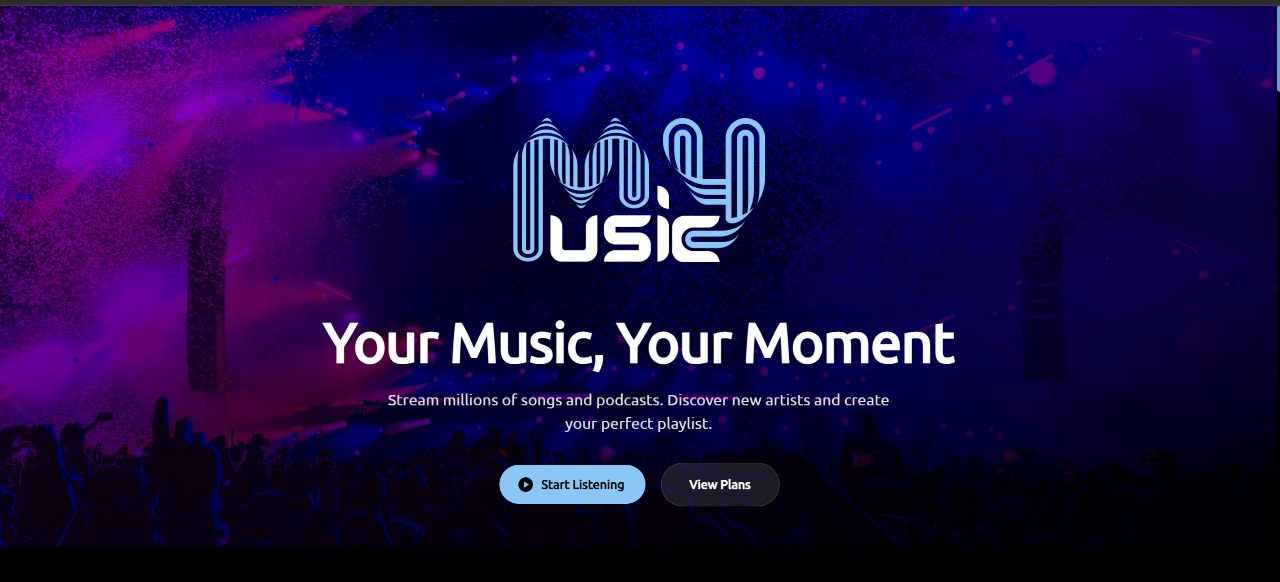 My
usic
Your Music, Your Moment
Stream millions of songs and podcasts. Discover new artists and create
your perfect playlist.
Start Listening
View Plans